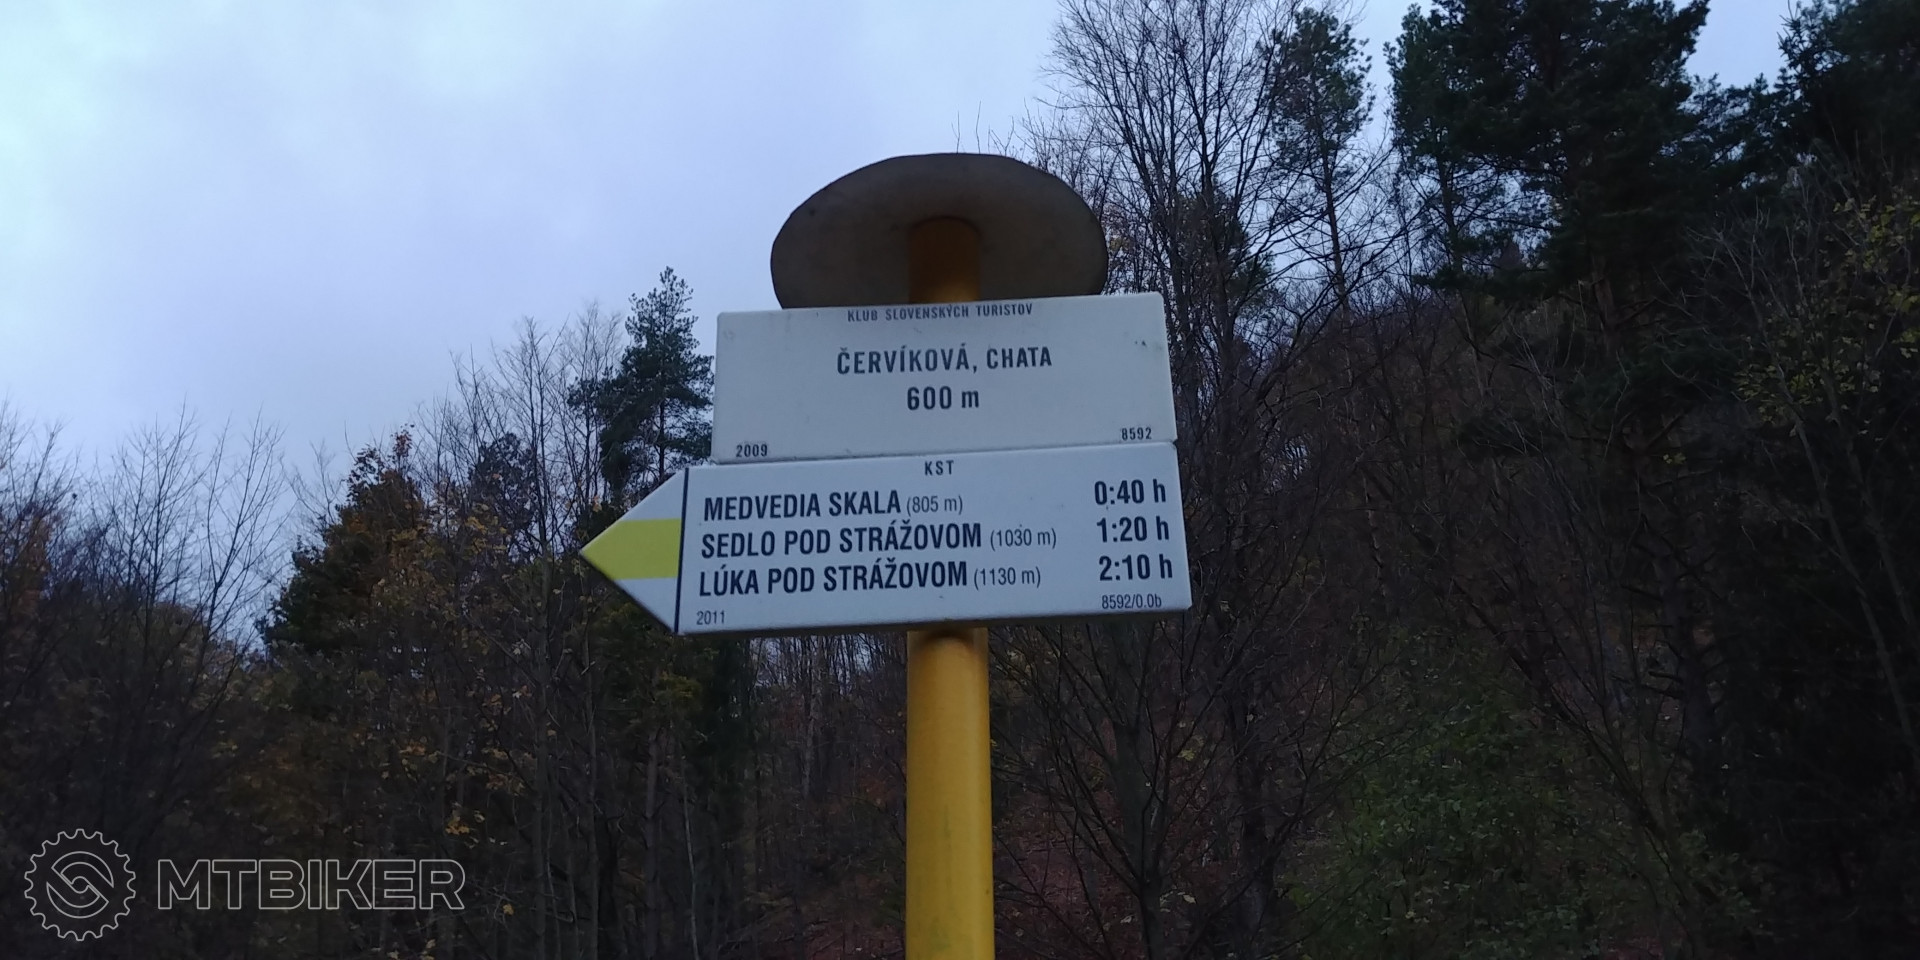 KLUB SLOVENSKÝCH TURISTOV
ČERVÍKOVÁ, CHATA
600 m
2009 8592
KST
MEDVEDIA SKALA (805 m) 0:40 h
SEDLO POD STRÁŽOVOM (1030 m) 1:20 h
LÚKA POD STRÁŽOVOM (1130 m) 2:10 h
2011 8592/0.0b
MTBIKER